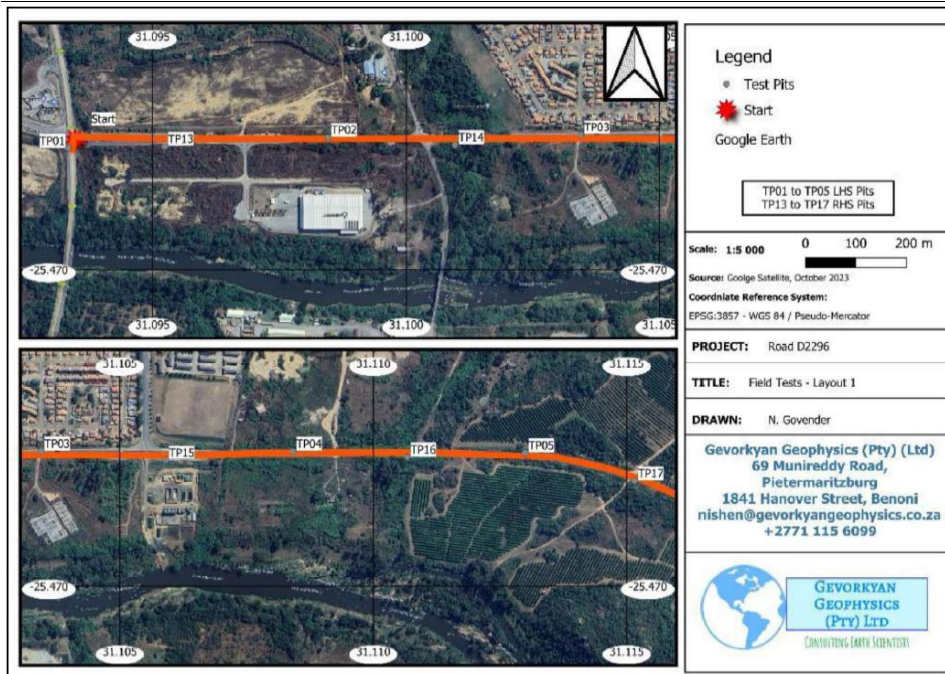 31.095
31.100
Start
TP01
TP13
TP02
TP14
TP03
-25.470
-25.470
31.095
31.100
31.105
31.105
31.110
31.115
TP03
TP15
TP04
TP16
TP05
TP17
-25.470
-25.470
31.105
31.110
31.115
Legend
Test Pits
Start
Google Earth
TP01 to TP05 LHS Pits
TP13 to TP17 RHS Pits
Scale: 1:5 000
0 100 200 m
Source: Goolge Satellite, October 2023
Coordniate Reference System:
EPSG:3857 - WGS 84 / Pseudo-Mercator
PROJECT: Road D2296
TITLE: Field Tests - Layout 1
DRAWN: N. Govender
Gevorkyan Geophysics (Pty) (Ltd)
69 Munireddy Road,
Pietermaritzburg
1841 Hanover Street, Benoni
nishen@gevorkyangeophysics.co.za
+2771 115 6099
GEVORKYAN
GEOPHYSICS
(PTY) LTD
CONSULTING EARTH SCIENTISTS